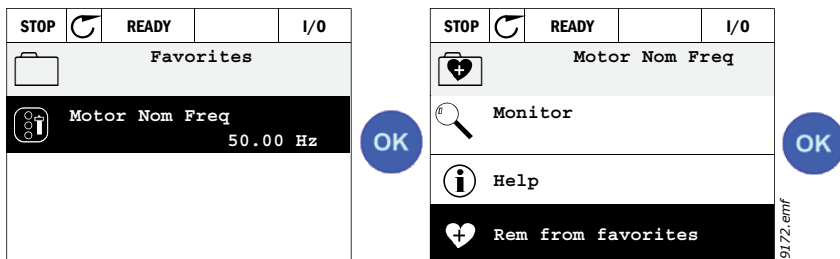 STOP READY I/O
Favorites
Motor Nom Freq
50.00 Hz
OK
STOP READY I/O
Motor Nom Freq
Monitor
Help
Rem from favorites
OK
9172.emf